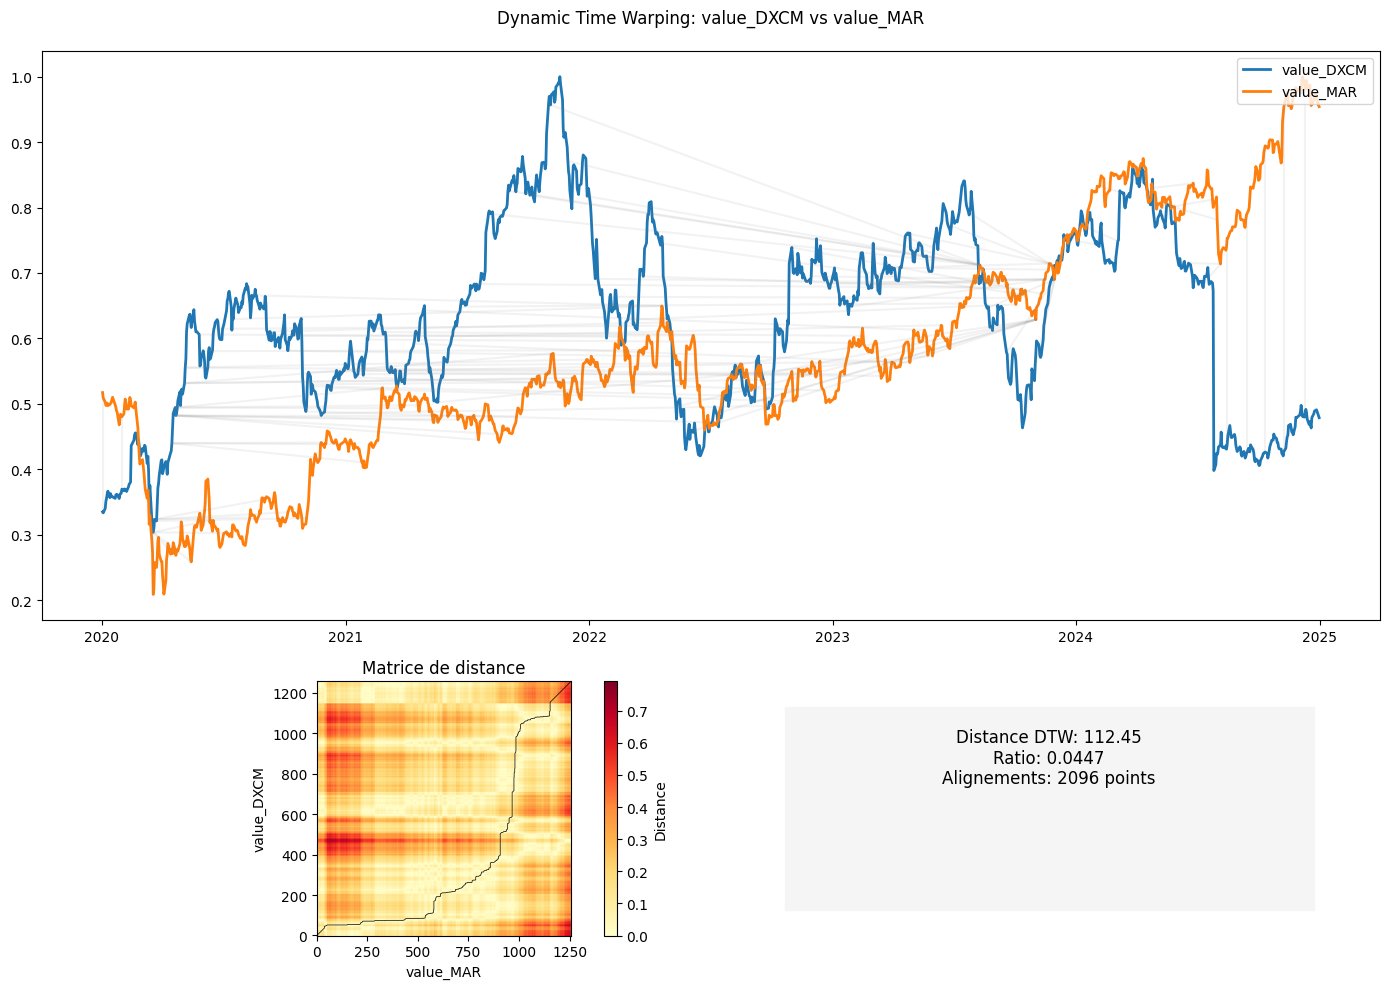 Dynamic Time Warping: value_DXCM vs value_MAR
value_DXCM
value_MAR
1.0
0.9
0.8
0.7
0.6
0.5
0.4
0.3
0.2
2020 2021 2022 2023 2024 2025
Matrice de distance
value_DXCM
1200
1000
800
600
400
200
0
0 250 500 750 1000 1250
value_MAR
0.7
0.6
0.5
0.4
0.3
0.2
0.1
0.0
Distance
Distance DTW: 112.45
Ratio: 0.0447
Alignements: 2096 points